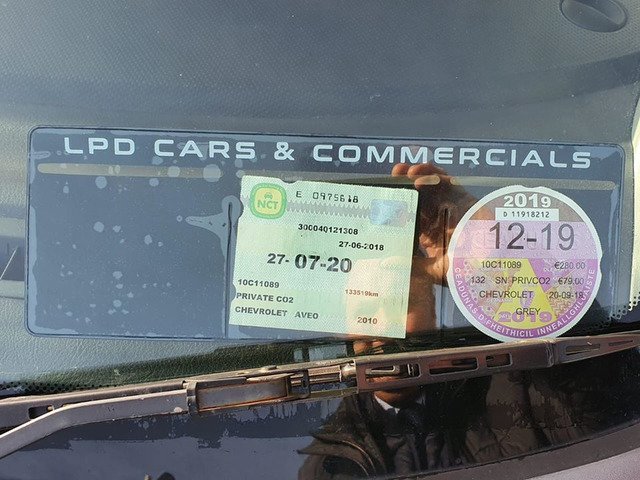 LPD CARS & COMMERCIALS
NCT
E 0975618
300040121308
27-06-2018
27-07-20
10C11089
133519km
PRIVATE CO2
CHEVROLET AVEO 2010
2019
D 11918212
12-19
10C11089 €280.00
132 SN PRIVCO2 €79.00
CHEVROLET 20-09-18
GREY
2019